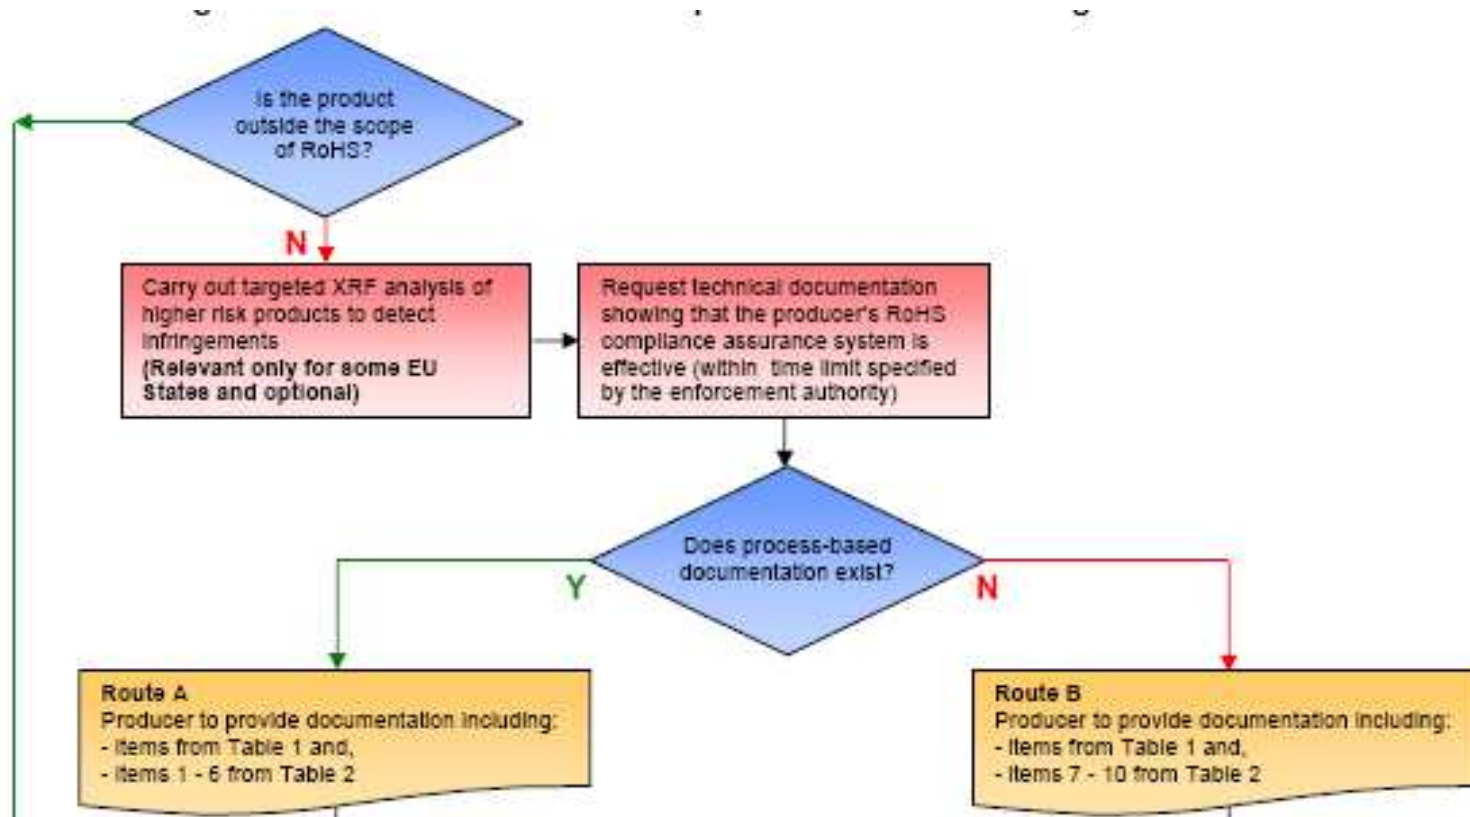 Is the product
outside the scope
of RoHS?
N
Carry out targeted XRF analysis of
higher risk products to detect
infringements
(Relevant only for some EU
States and optional)
Request technical documentation
showing that the producer's RoHS
compliance assurance system is
effective (within time limit specified
by the enforcement authority)
Does process-based
documentation exist?
Y
N
Route A
Producer to provide documentation including:
- Items from Table 1 and,
- Items 1 - 6 from Table 2
Route B
Producer to provide documentation including:
- Items from Table 1 and,
- Items 7 - 10 from Table 2